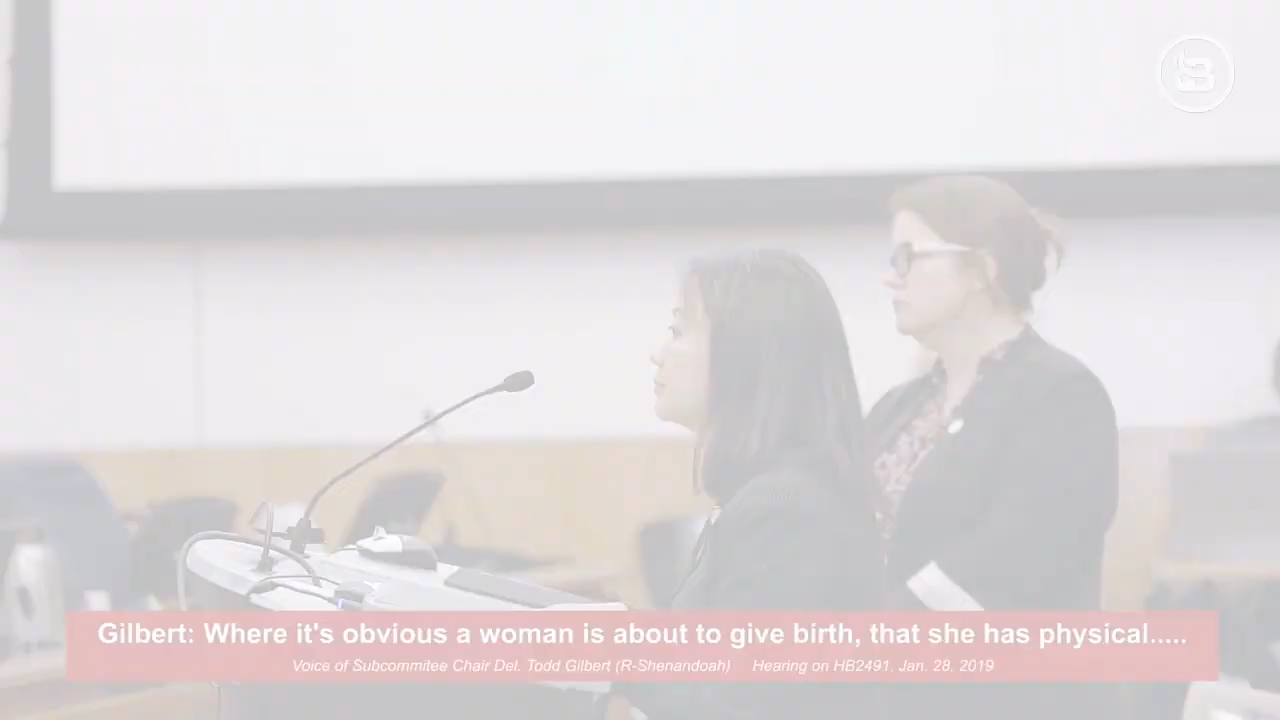 Gilbert: Where it's obvious a woman is about to give birth, that she has physical.....
Voice of Subcommitee Chair Del. Todd Gilbert (R-Shenandoah) Hearing on HB2491, Jan. 28, 2019